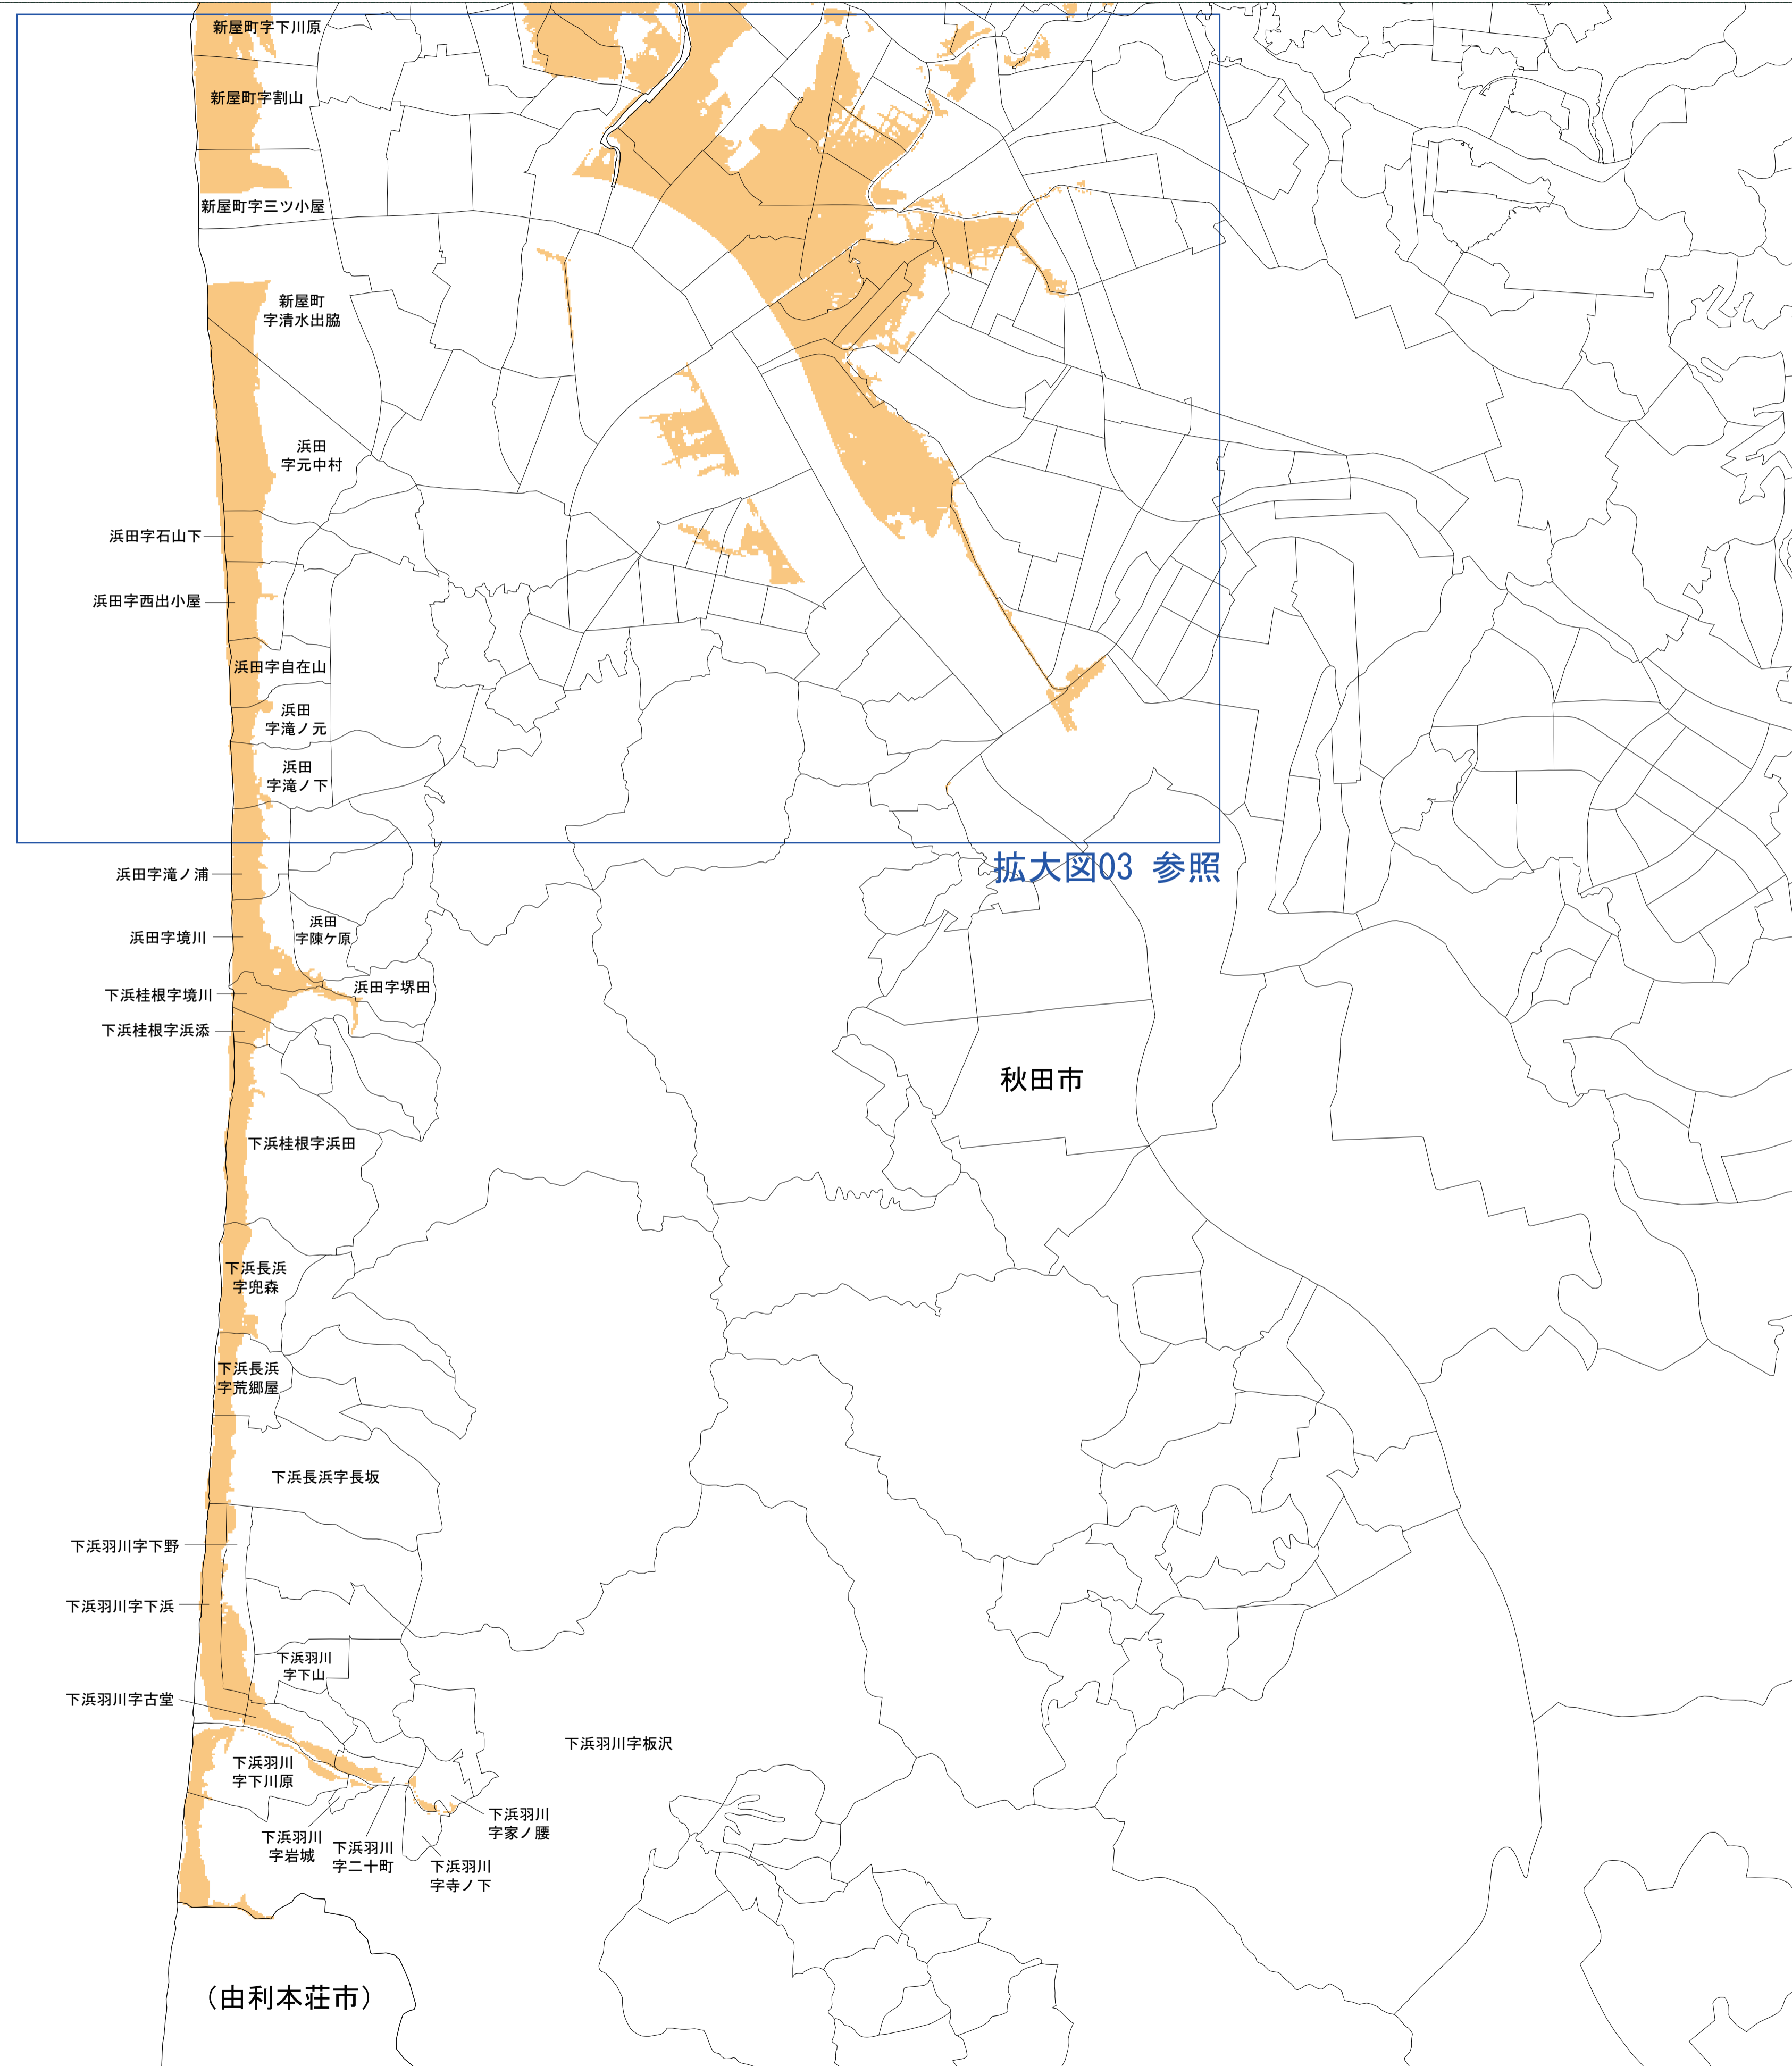 新屋町字下川原
新屋町字割山
新屋町字三ツ小屋
新屋町
字清水出脇
浜田
字元中村
浜田字石山下
浜田字西出小屋
浜田字自在山
浜田
字滝ノ元
浜田
字滝ノ下
拡大図03 参照
浜田字滝ノ浦
浜田
字陳ケ原
浜田字境川
浜田字堺田
下浜桂根字境川
下浜桂根字浜添
秋田市
下浜桂根字浜田
下浜長浜
字兜森
下浜長浜
字荒郷屋
下浜長浜字長坂
下浜羽川字下野
下浜羽川字下浜
下浜羽川
字下山
下浜羽川字古堂
下浜羽川字板沢
下浜羽川
字下川原
下浜羽川
字家ノ腰
下浜羽川
字岩城
下浜羽川
字二十町
下浜羽川
字寺ノ下
（由利本荘市）